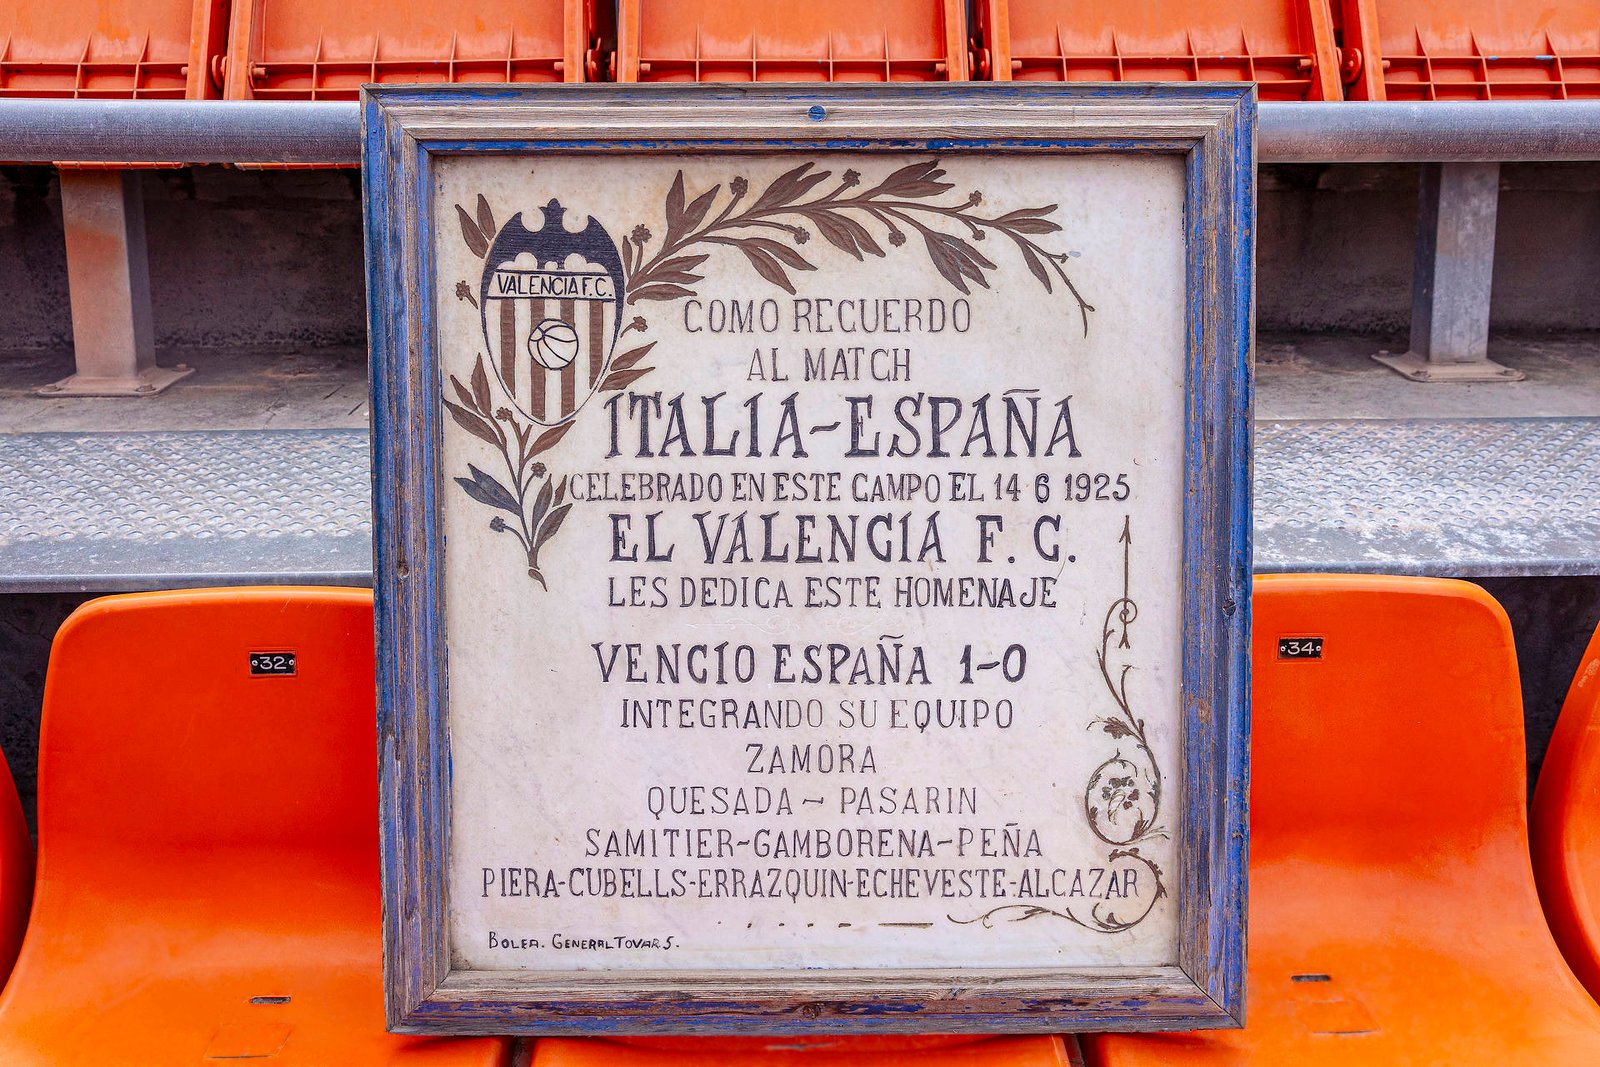 VALENCIA F.C.
COMO RECUERDO
AL MATCH
ITALIA-ESPAÑA
CELEBRADO EN ESTE CAMPO EL 14 6 1925
EL VALENCIA F. C.
LES DEDICA ESTE HOMENAJE
VENCIO ESPAÑA 1-0
INTEGRANDO SU EQUIPO
ZAMORA
QUESADA - PASARIN
SAMITIER-GAMBORENA-PEÑA
PIERA-CUBELLS-ERRAZQUIN-ECHEVESTE-ALCAZAR
BOLEA. GENERAL TOVAR 5.
32
34